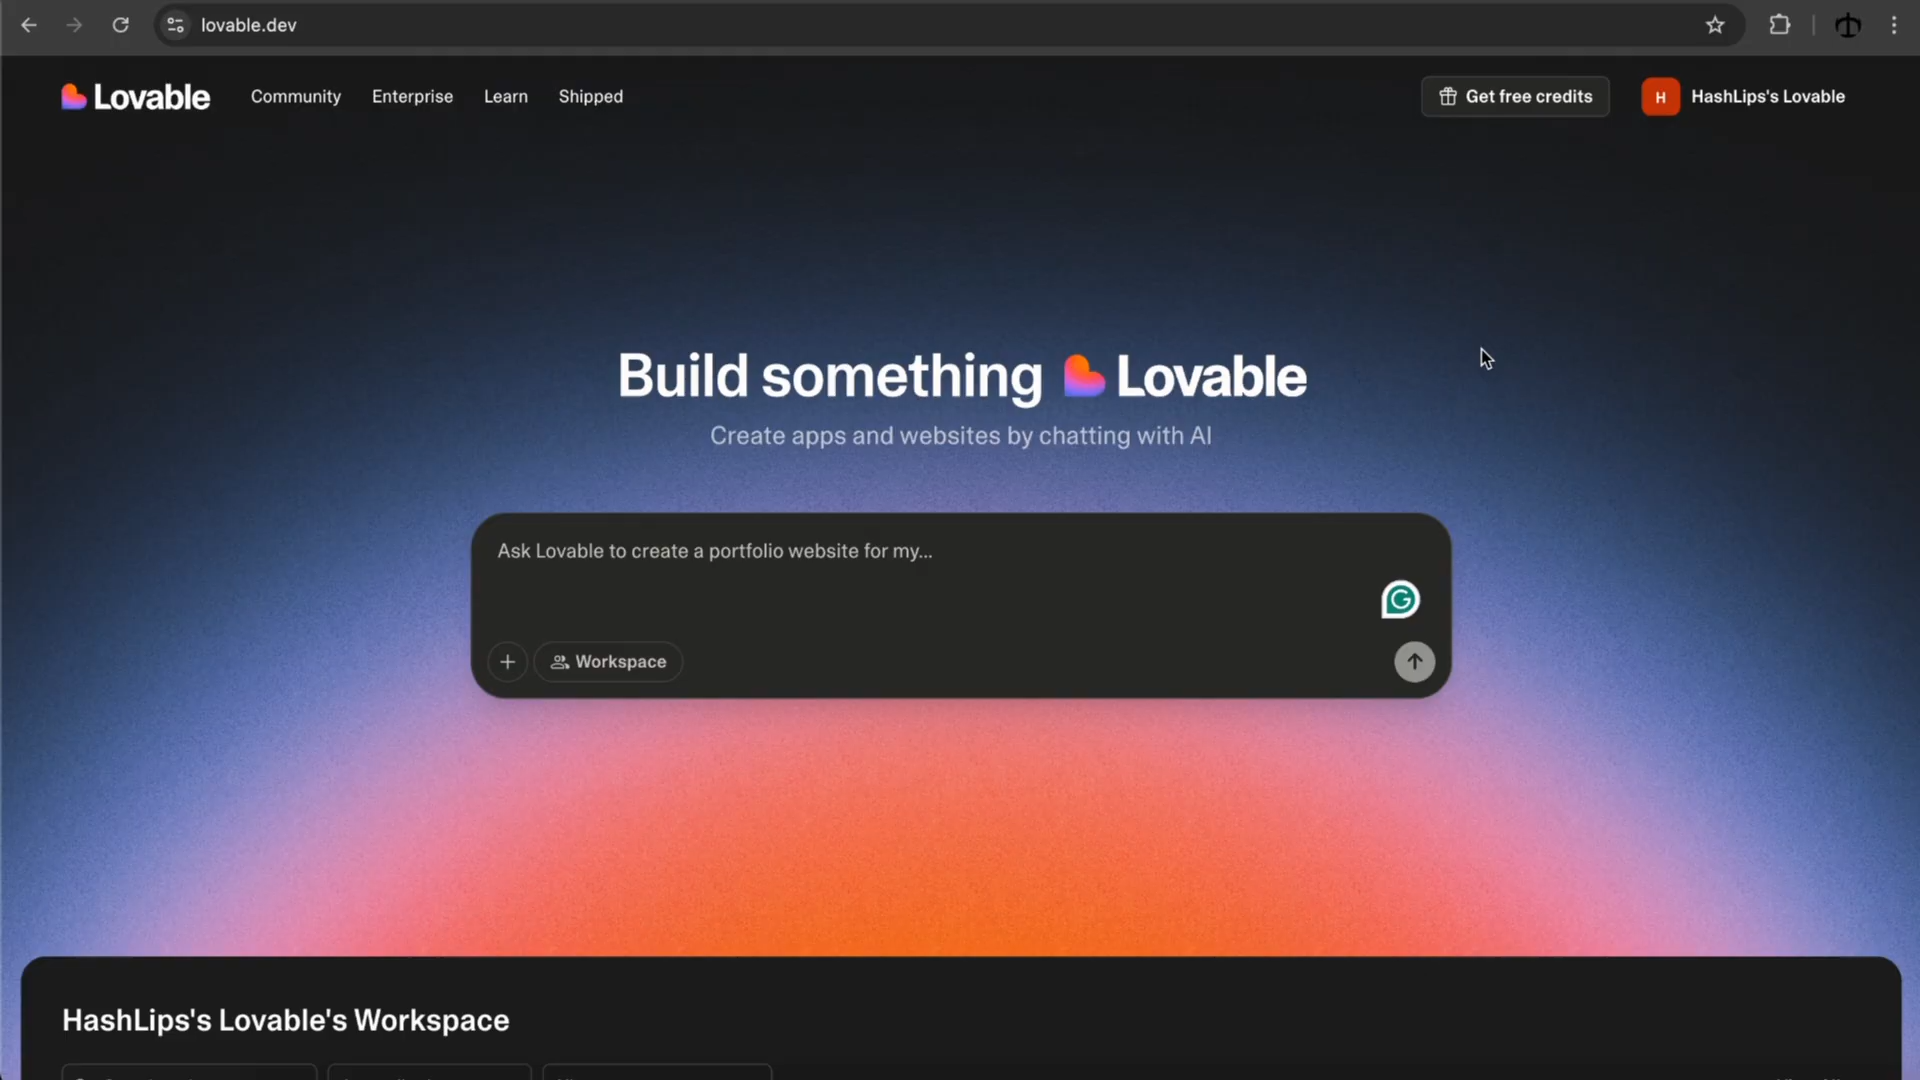 lovable.dev
Lovable
Community
Enterprise
Learn
Shipped
Get free credits
H
HashLips's Lovable
Build something Lovable
Create apps and websites by chatting with AI
Ask Lovable to create a portfolio website for my...
G
Workspace
HashLips's Lovable's Workspace